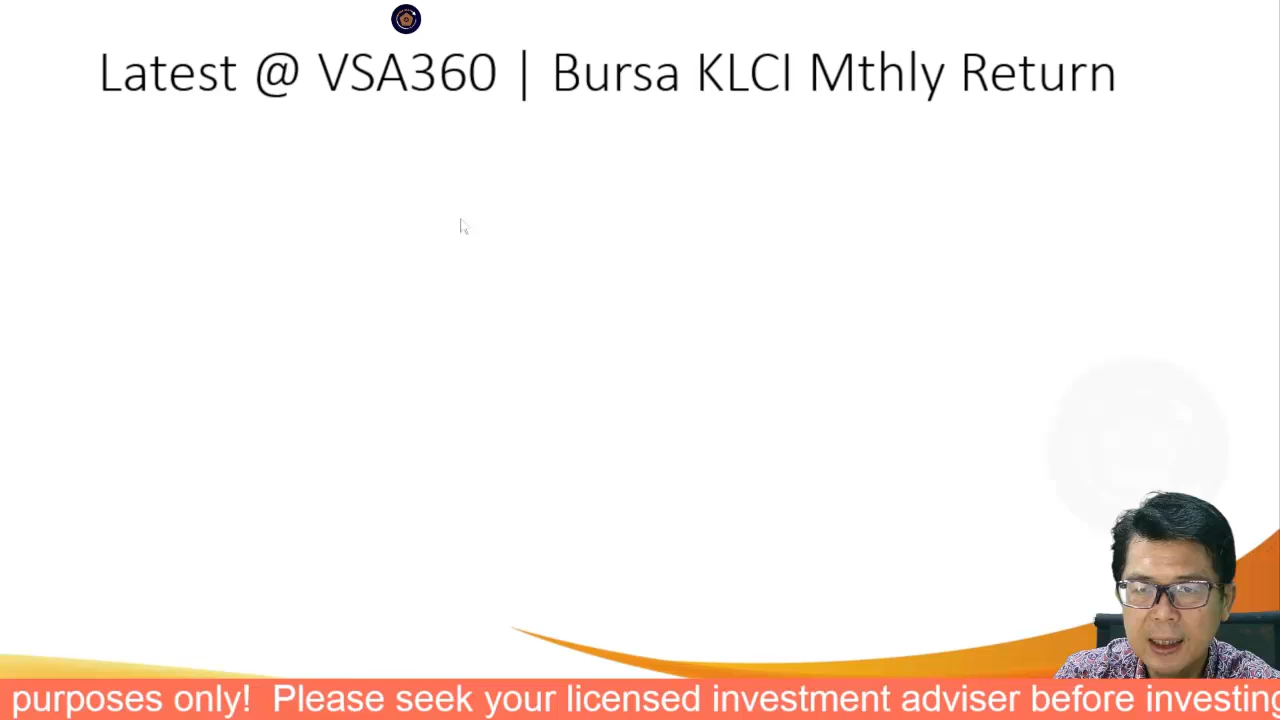 Latest @ VSA360 | Bursa KLCI Mthly Return
purposes only!  Please seek your licensed investment adviser before investing